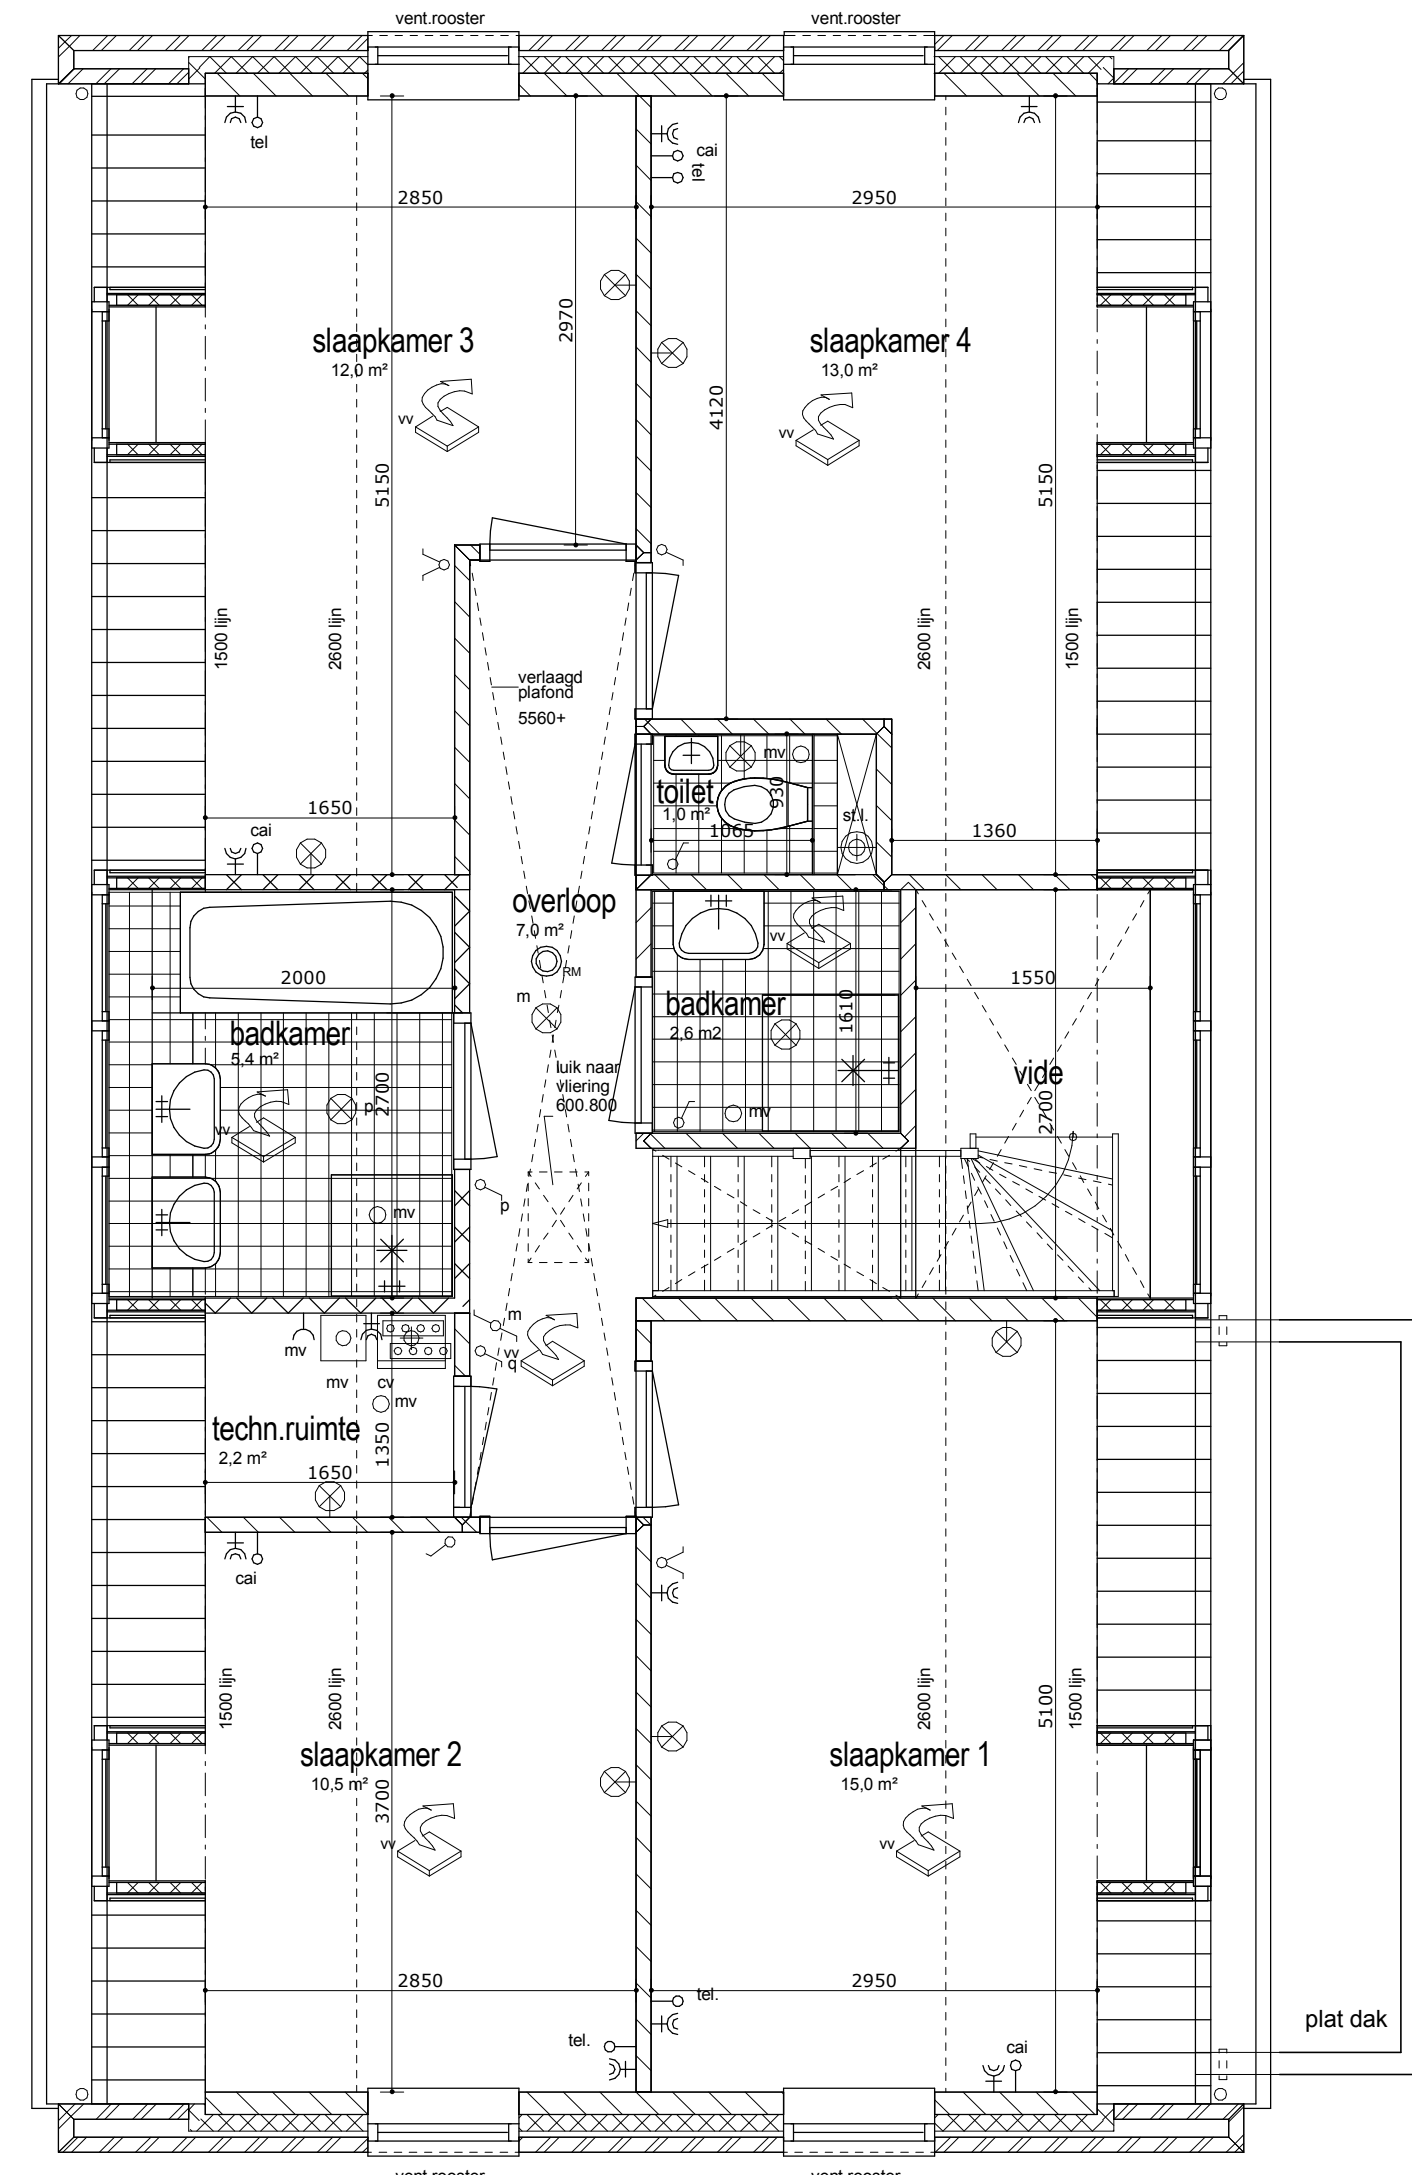 vent.rooster
vent.rooster
tel
cai
tel
2850
2950
2970
slaapkamer 3
12,0 m²
slaapkamer 4
13,0 m²
vv
vv
4120
5150
5150
1500 lijn
2600 lijn
2600 lijn
1500 lijn
verlaagd
plafond
5560+
mv
toilet
1,0 m²
930
1065
st.l.
1650
1360
cai
overloop
7,0 m²
RM
m
2000
1550
vv
badkamer
5,4 m²
badkamer
2,6 m2
1610
luik naar
vliering
600.800
vide
2700
2700
p
vv
mv
mv
p
m
vv
q
mv
mv
cv
mv
techn.ruimte
2,2 m²
1350
1650
cai
1500 lijn
2600 lijn
2600 lijn
1500 lijn
5100
slaapkamer 2
10,5 m²
slaapkamer 1
15,0 m²
3700
vv
vv
2850
2950
tel.
tel.
cai
plat dak
vent.rooster
vent.rooster